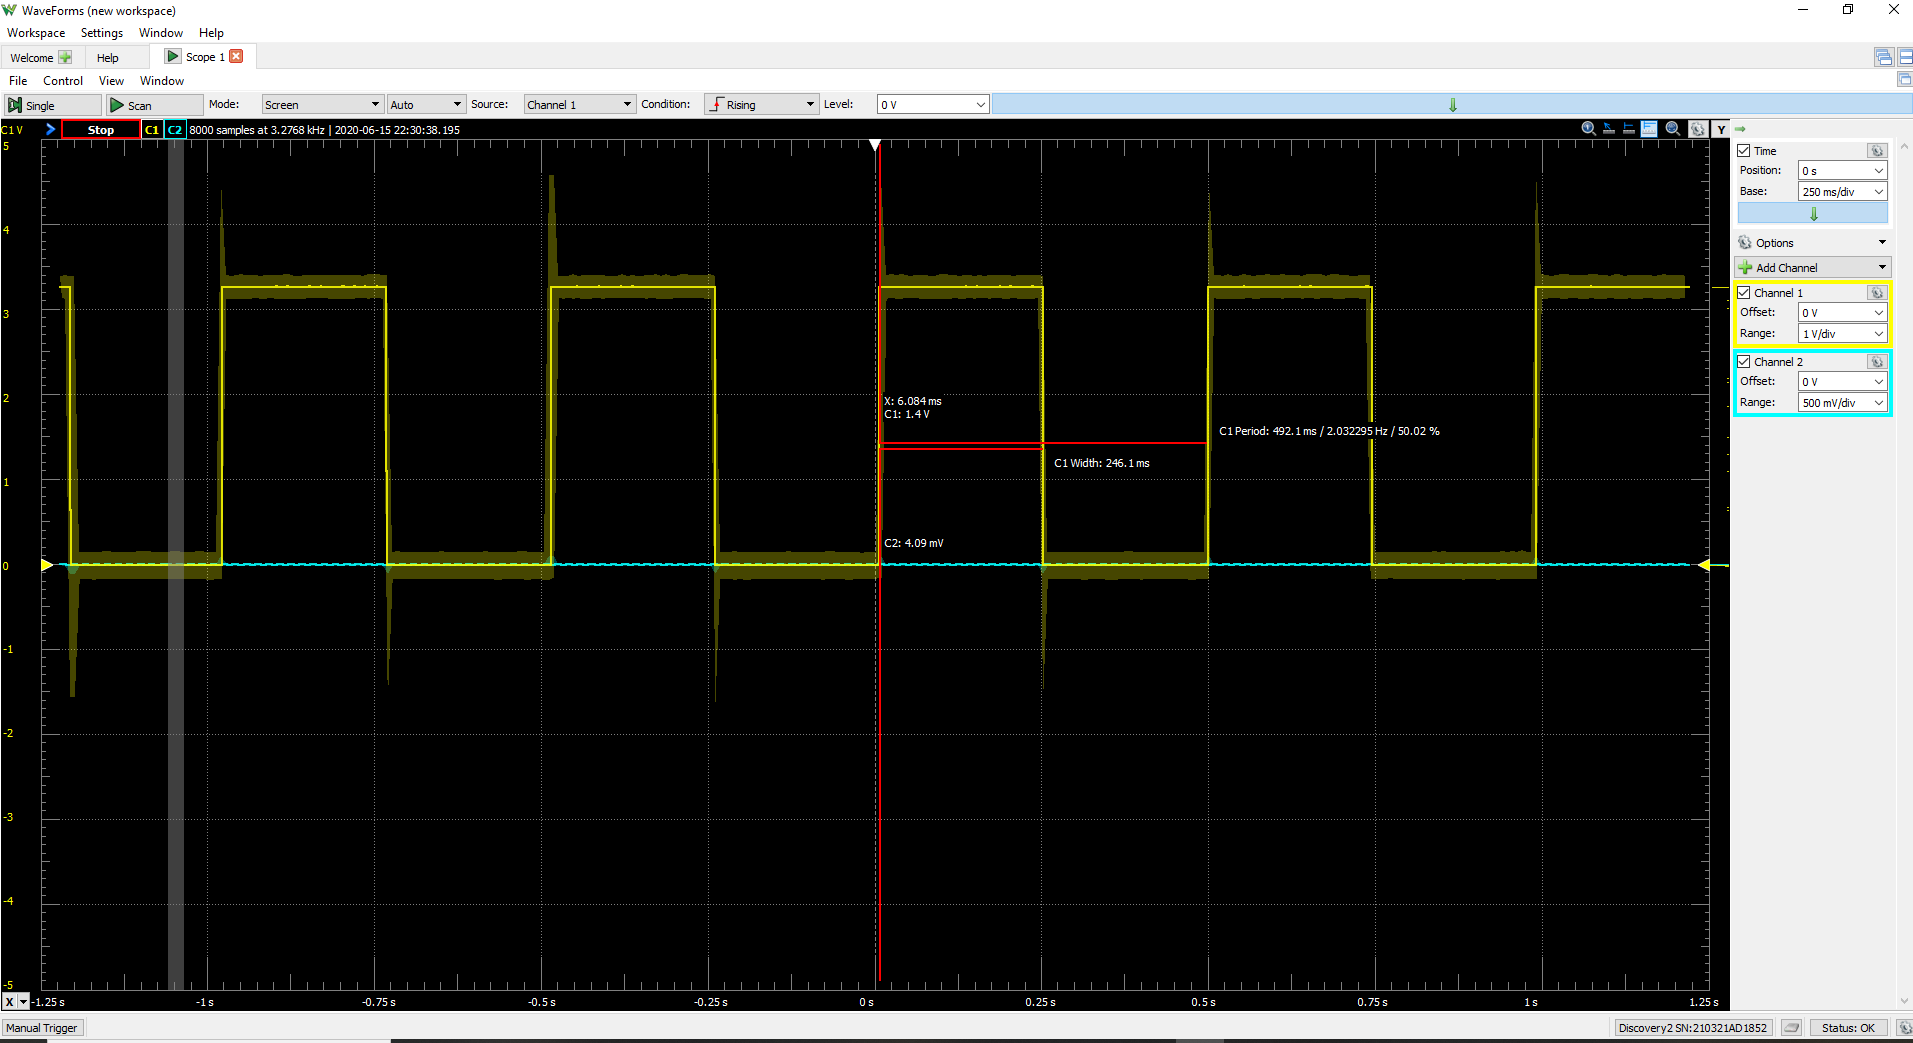 WaveForms (new workspace)
Workspace Settings Window Help
Welcome Help Scope 1
File Control View Window
Single Scan Mode: Screen Auto Source: Channel 1 Condition: Rising Level: 0 V
C1 V Stop C1 C2 8000 samples at 3.2768 kHz | 2020-06-15 22:30:38.195 Y
5
4
3
2
1
0
-1
-2
-3
-4
-5
X: 6.084 ms
C1: 1.4 V
C1 Period: 492.1 ms / 2.032295 Hz / 50.02 %
C1 Width: 246.1 ms
C2: 4.09 mV
X -1.25 s -1 s -0.75 s -0.5 s -0.25 s 0 s 0.25 s 0.5 s 0.75 s 1 s 1.25 s
Time
Position: 0 s
Base: 250 ms/div
Options
Add Channel
Channel 1
Offset: 0 V
Range: 1 V/div
Channel 2
Offset: 0 V
Range: 500 mV/div
Manual Trigger Discovery2 SN:210321AD1852 Status: OK